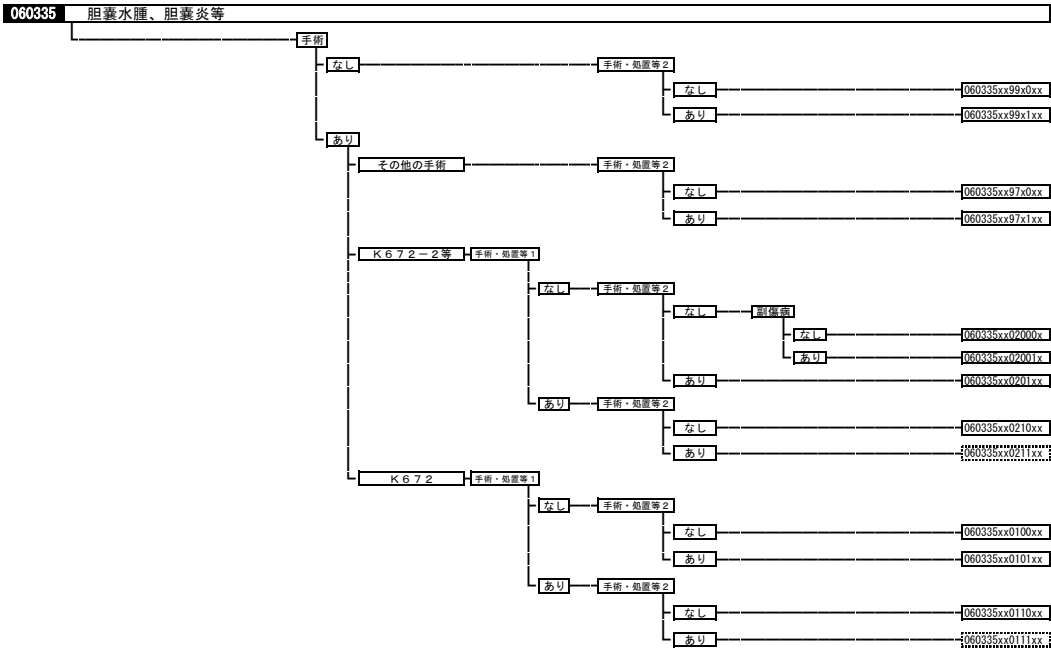 060335 胆嚢水腫、胆嚢炎等
手術
なし 手術・処置等２
なし 060335xx99x0xx
あり 060335xx99x1xx
あり
その他の手術 手術・処置等２
なし 060335xx97x0xx
あり 060335xx97x1xx
Ｋ６７２－２等 手術・処置等１
なし 手術・処置等２
なし 副傷病
なし 060335xx02000x
あり 060335xx02001x
あり 060335xx0201xx
あり 手術・処置等２
なし 060335xx0210xx
あり 060335xx0211xx
Ｋ６７２ 手術・処置等１
なし 手術・処置等２
なし 060335xx0100xx
あり 060335xx0101xx
あり 手術・処置等２
なし 060335xx0110xx
あり 060335xx0111xx